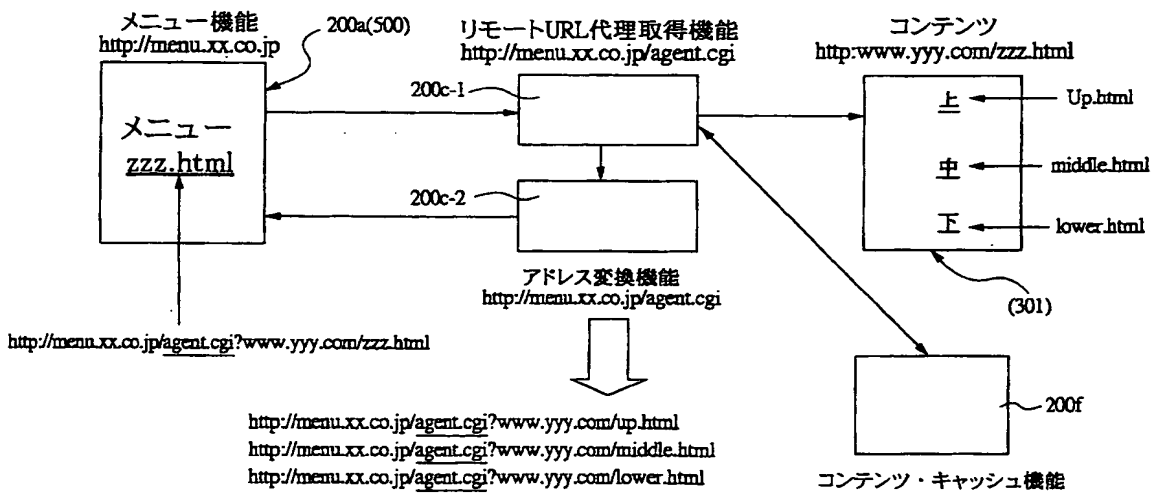 メニュー機能
http://menu.xx.co.jp
200a(500)
リモートURL代理取得機能
http://menu.xx.co.jp/agent.cgi
コンテンツ
http:www.yyy.com/zzz.html
メニュー
zzz.html
200c-1
200c-2
上
Up.html
中
middle.html
下
lower.html
(301)
アドレス変換機能
http://menu.xx.co.jp/agent.cgi
http://menu.xx.co.jp/agent.cgi?www.yyy.com/zzz.html
http://menu.xx.co.jp/agent.cgi?www.yyy.com/up.html
http://menu.xx.co.jp/agent.cgi?www.yyy.com/middle.html
http://menu.xx.co.jp/agent.cgi?www.yyy.com/lower.html
200f
コンテンツ・キャッシュ機能